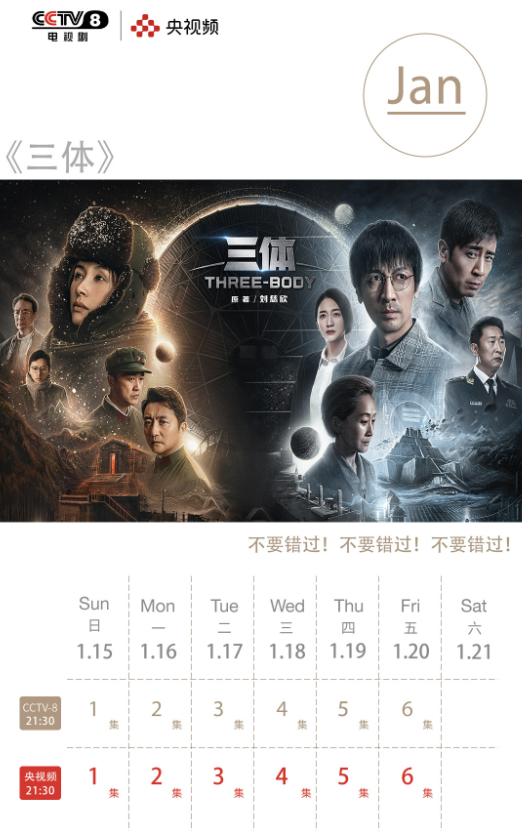 CCTV 8 央视频
电视剧
Jan
《三体》
三体
THREE-BODY
原著/刘慈欣
不要错过！不要错过！不要错过！
Sun Mon Tue Wed Thu Fri Sat
日 一 二 三 四 五 六
1.15 1.16 1.17 1.18 1.19 1.20 1.21
CCTV-8 1集 2集 3集 4集 5集 6集
21:30
央视频 1集 2集 3集 4集 5集 6集
21:30